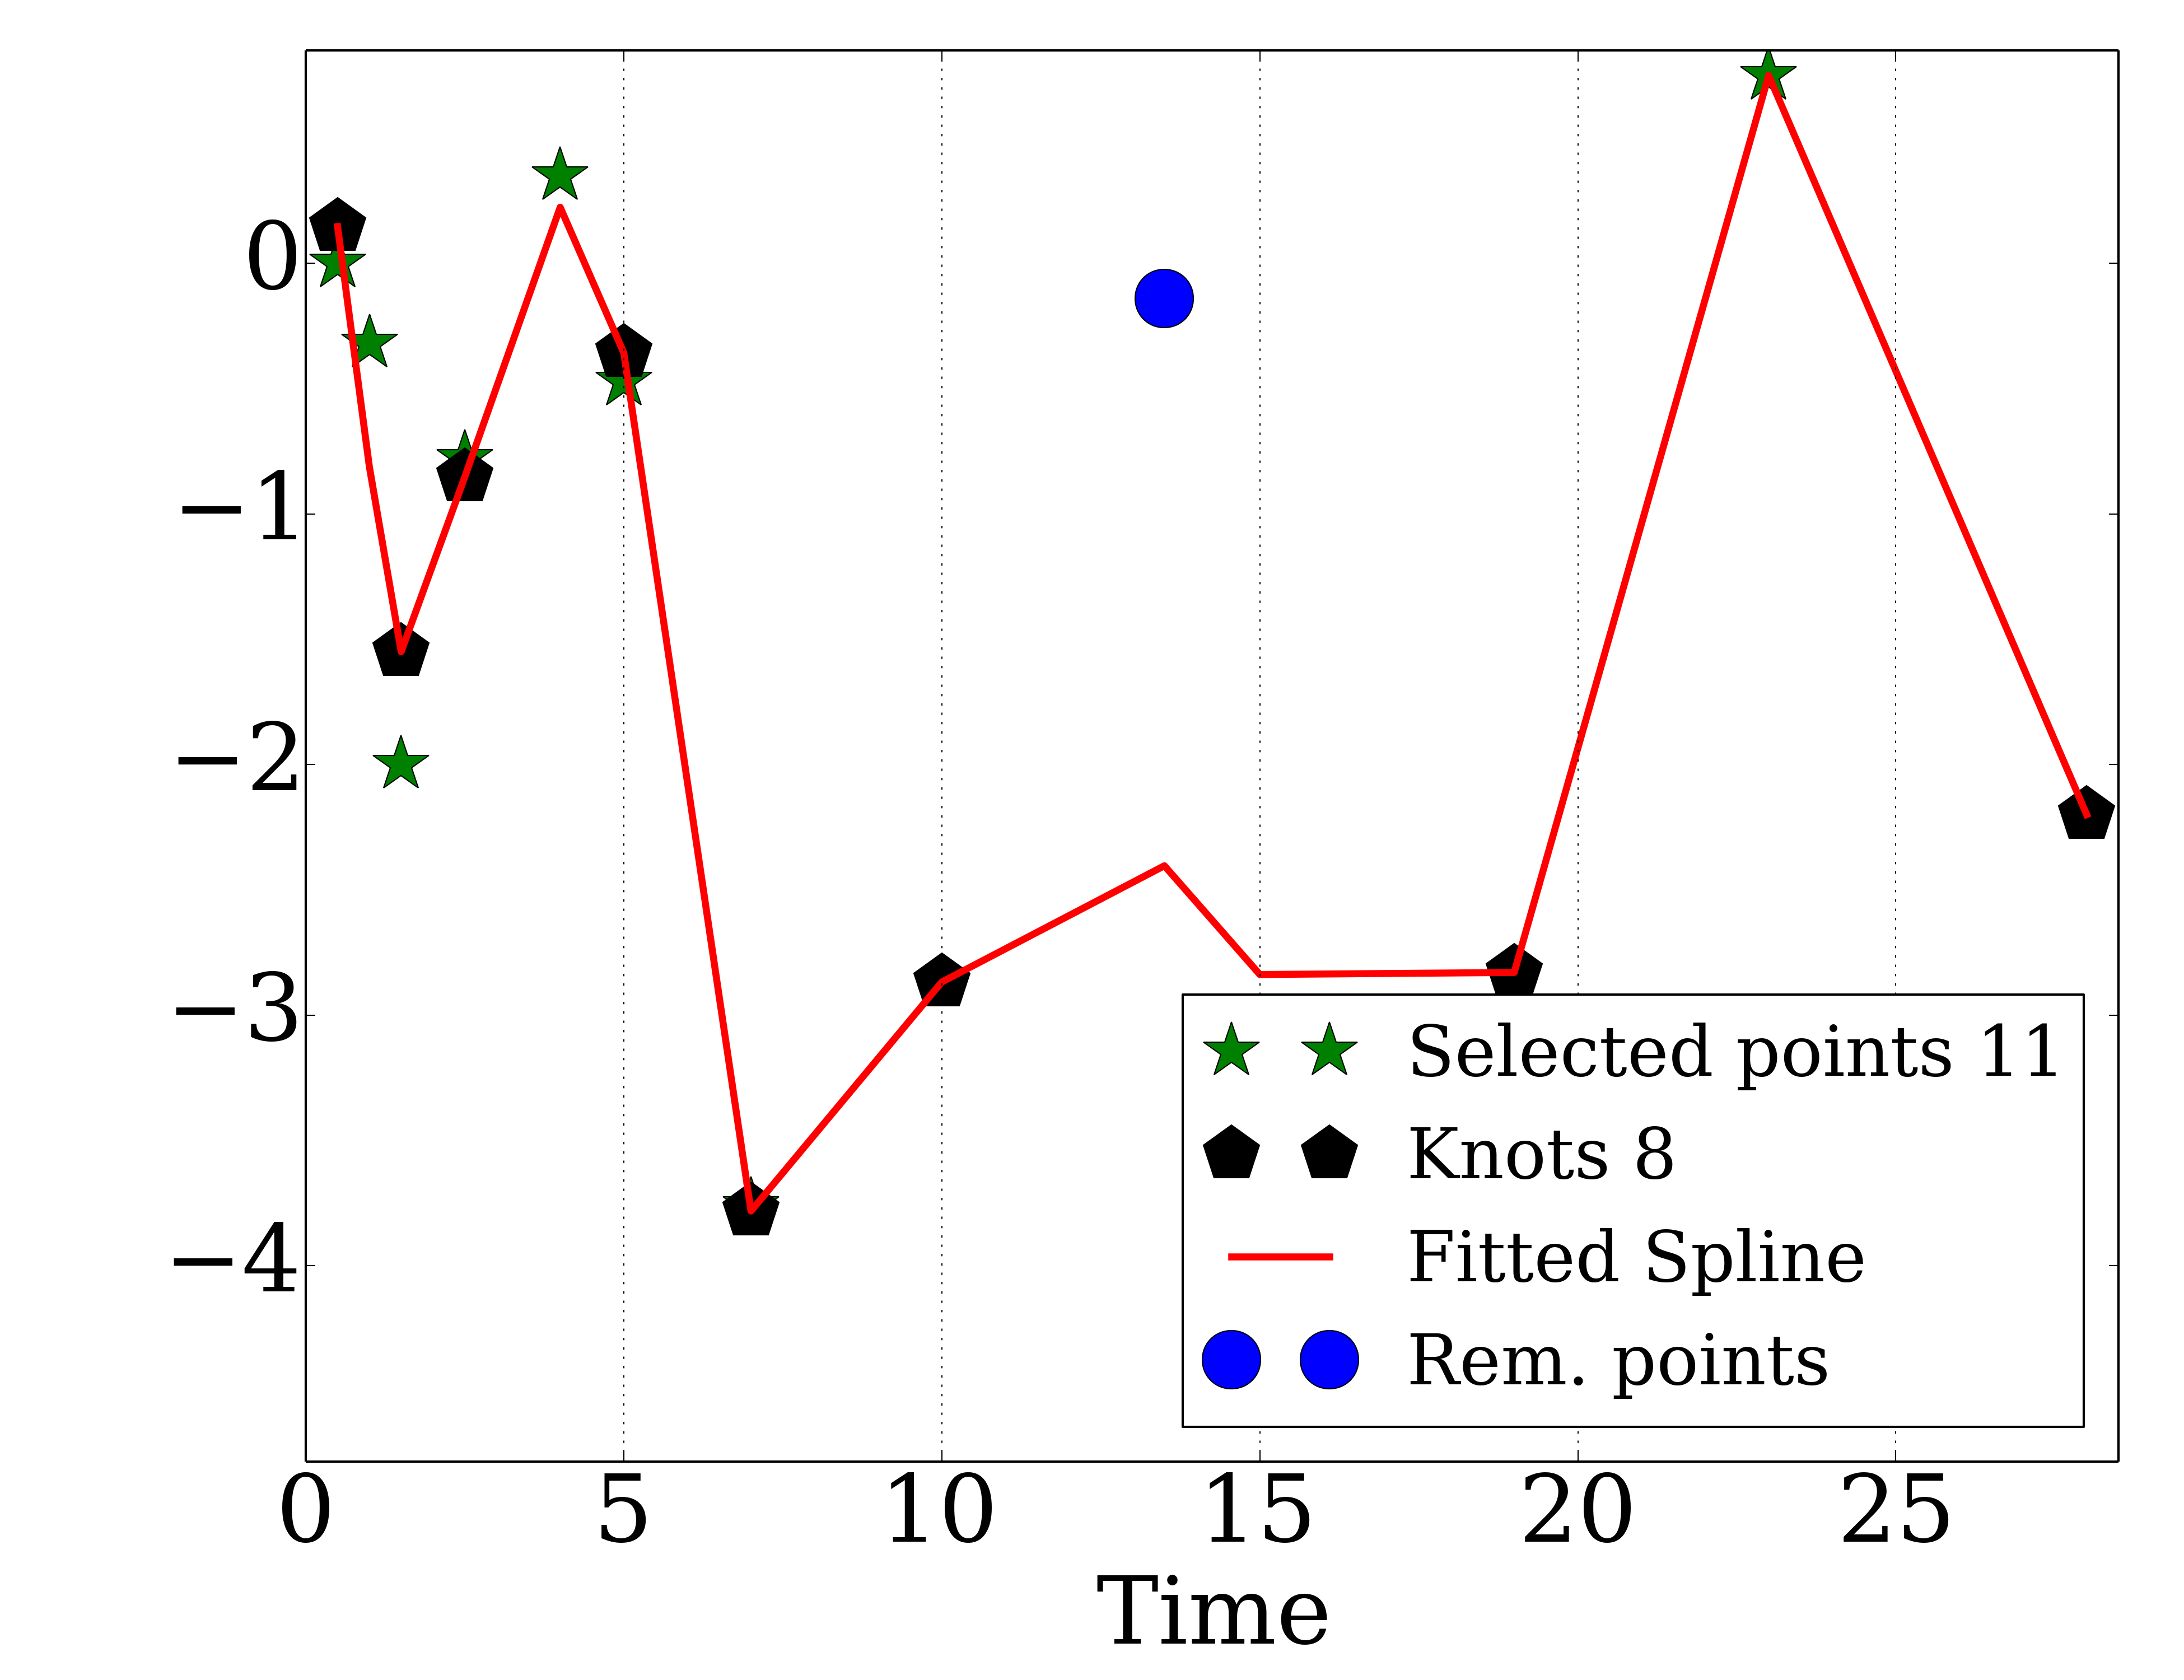 0
−1
−2
−3
−4
Selected points 11
Knots 8
Fitted Spline
Rem. points
0 5 10 15 20 25
Time